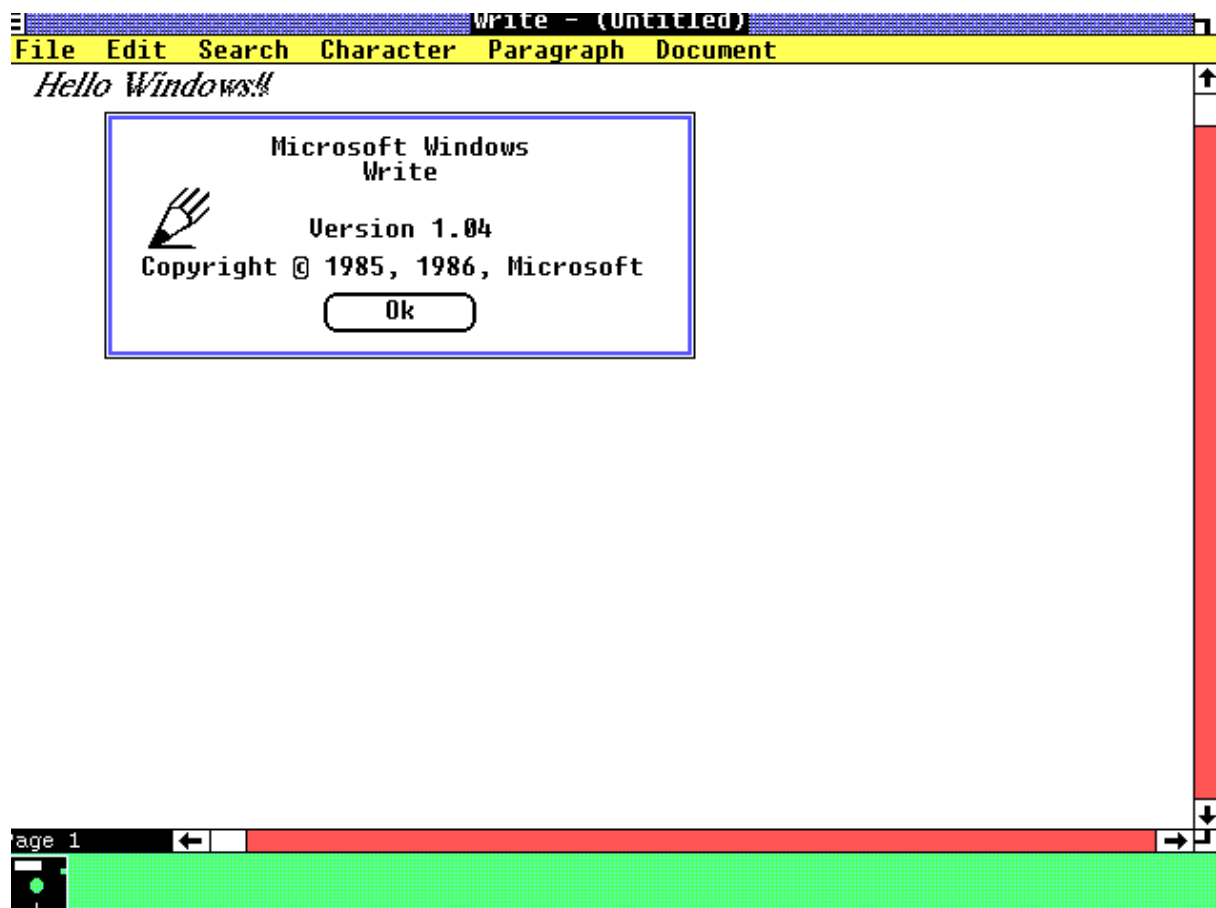 Write - (Untitled)
File Edit Search Character Paragraph Document
Hello Windows!!
Microsoft Windows
Write
Version 1.04
Copyright © 1985, 1986, Microsoft
Ok
age 1